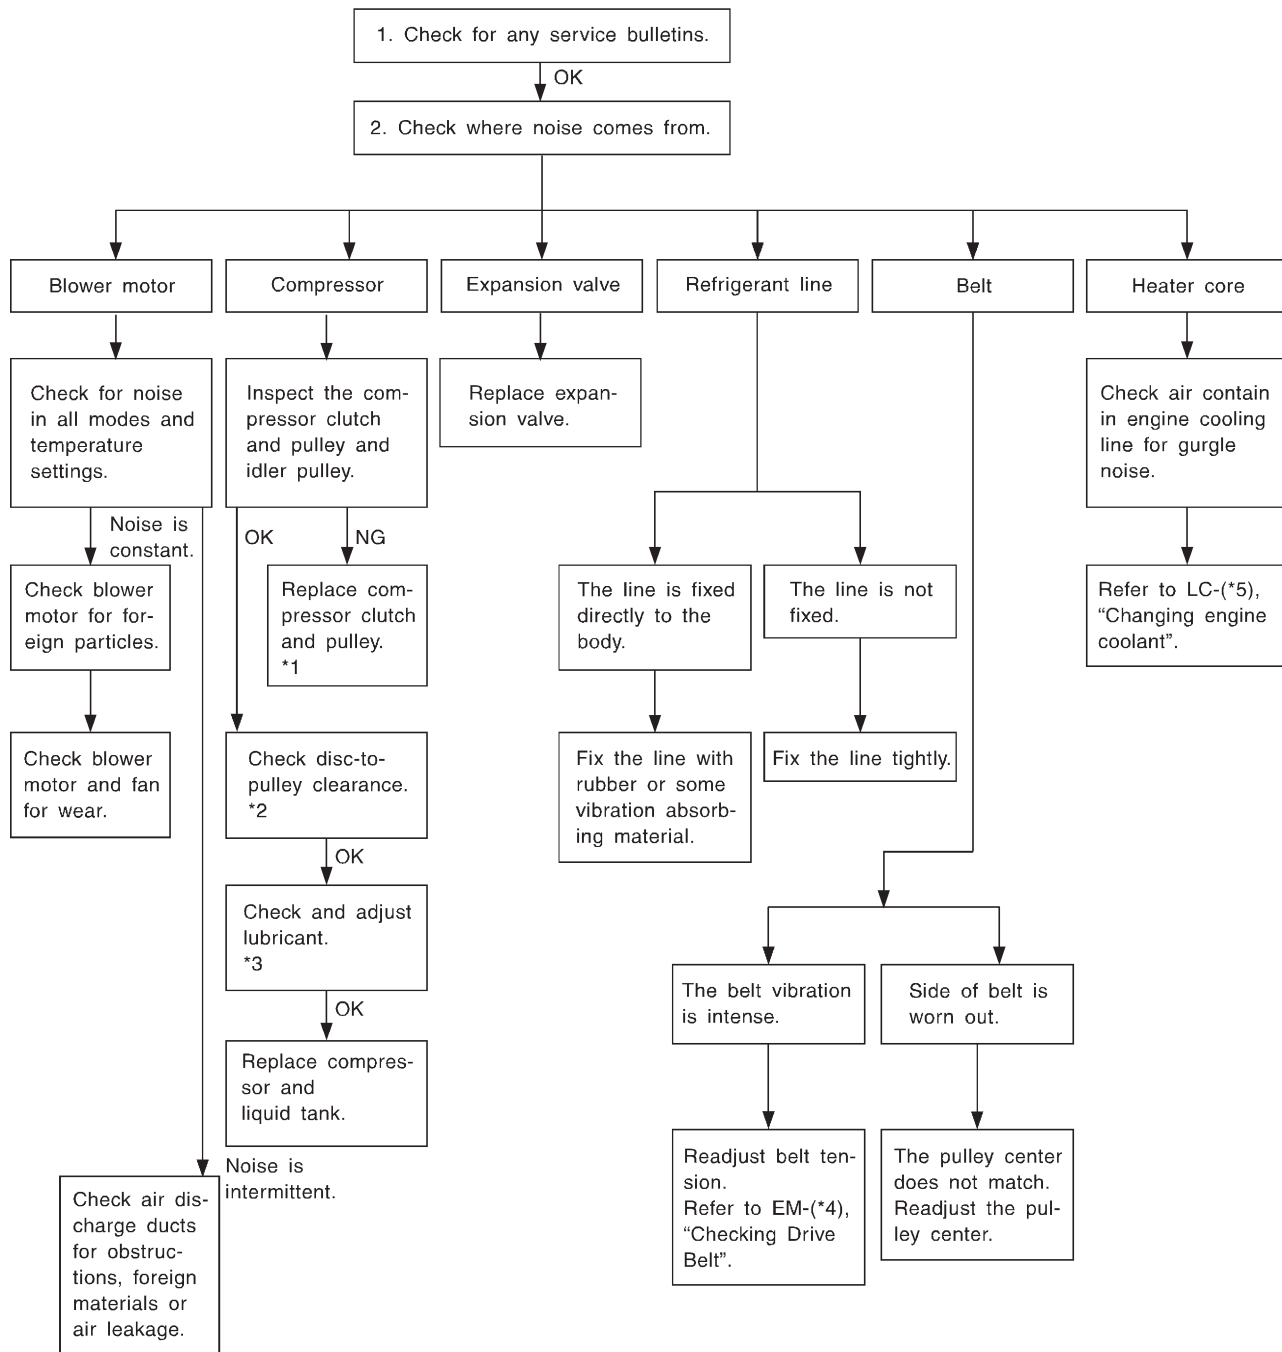 1. Check for any service bulletins.
OK
2. Check where noise comes from.
Blower motor
Compressor
Expansion valve
Refrigerant line
Belt
Heater core
Check for noise
in all modes and
temperature
settings.
Inspect the com-
pressor clutch
and pulley and
idler pulley.
Replace expan-
sion valve.
Check air contain
in engine cooling
line for gurgle
noise.
Noise is
constant.
OK
NG
Check blower
motor for for-
eign particles.
Replace com-
pressor clutch
and pulley.
*1
The line is fixed
directly to the
body.
The line is not
fixed.
Refer to LC-(*5),
“Changing engine
coolant”.
Check blower
motor and fan
for wear.
Check disc-to-
pulley clearance.
*2
Fix the line with
rubber or some
vibration absorb-
ing material.
Fix the line tightly.
OK
Check and adjust
lubricant.
*3
OK
The belt vibration
is intense.
Side of belt is
worn out.
Replace compres-
sor and
liquid tank.
Noise is
intermittent.
Check air dis-
charge ducts
for obstruc-
tions, foreign
materials or
air leakage.
Readjust belt ten-
sion.
Refer to EM-(*4),
“Checking Drive
Belt”.
The pulley center
does not match.
Readjust the pul-
ley center.